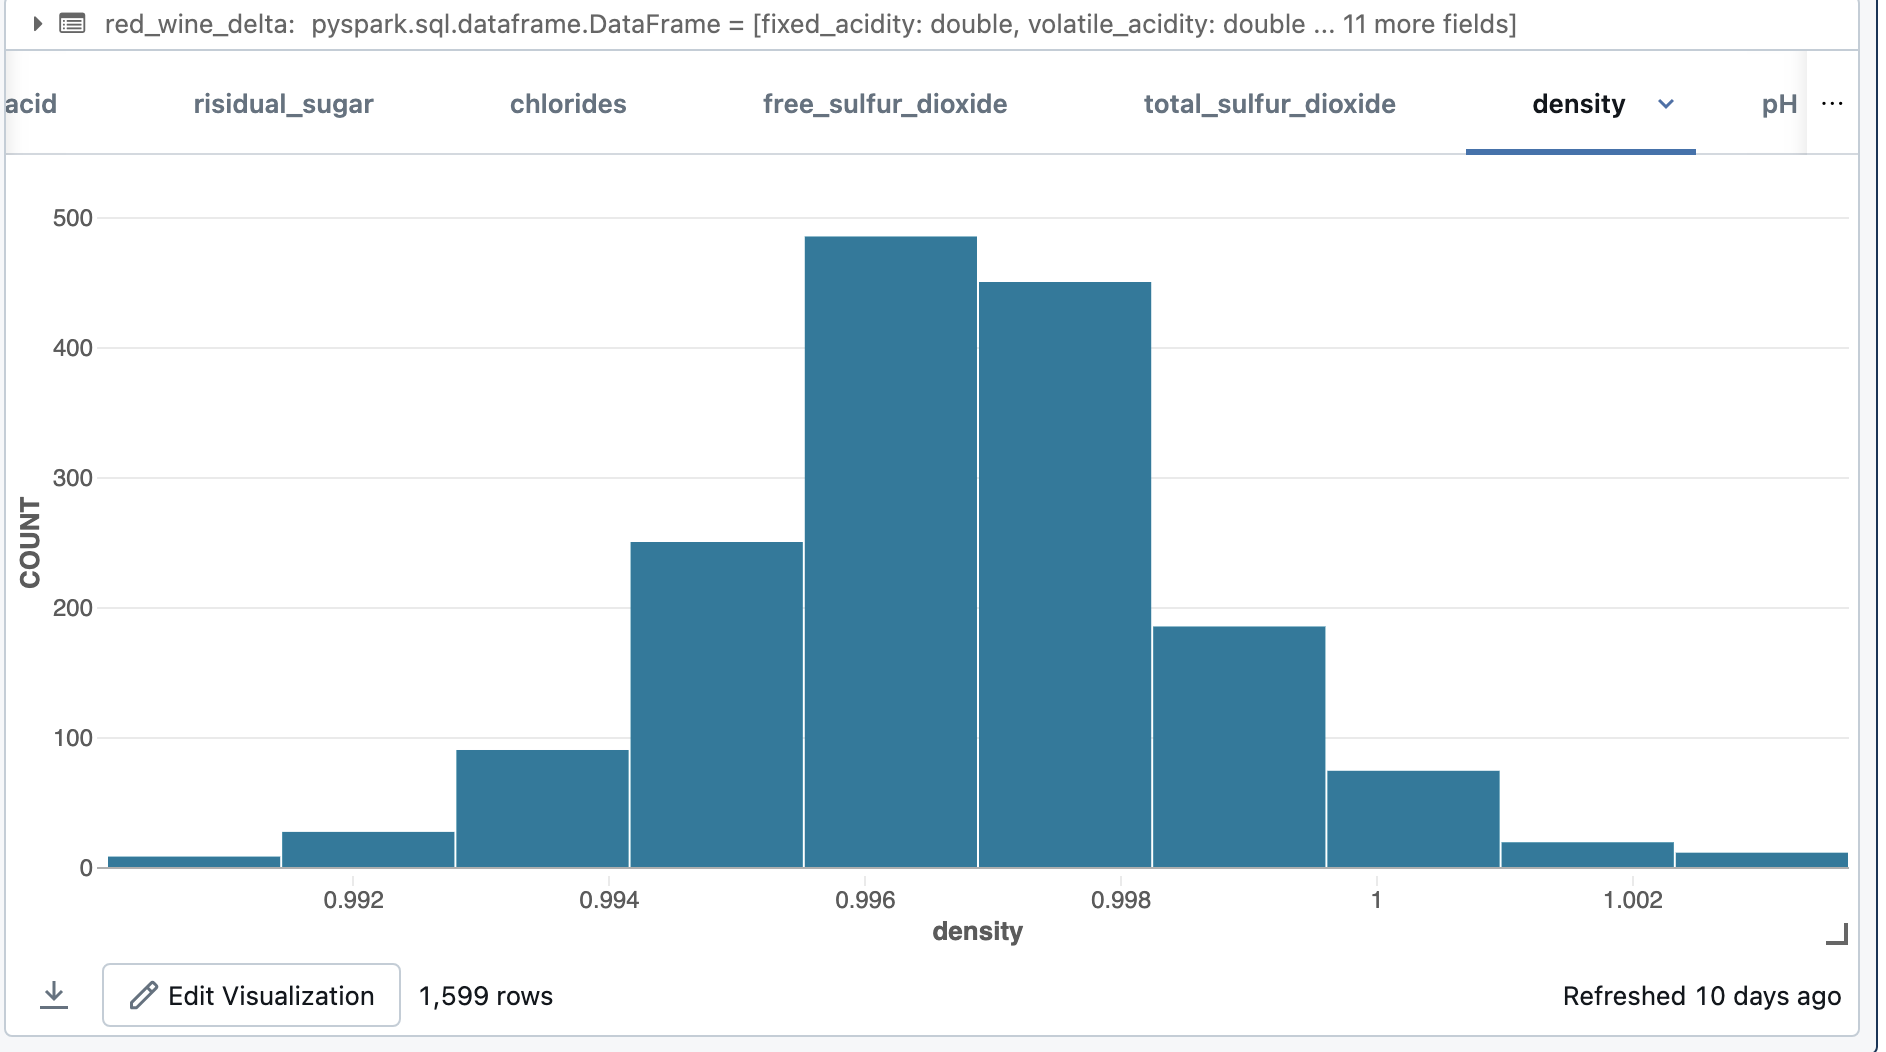 red_wine_delta: pyspark.sql.dataframe.DataFrame = [fixed_acidity: double, volatile_acidity: double ... 11 more fields]
acid risidual_sugar chlorides free_sulfur_dioxide total_sulfur_dioxide density pH ...
500
400
300
200
100
0
COUNT
0.992 0.994 0.996 0.998 1 1.002
density
Edit Visualization 1,599 rows Refreshed 10 days ago